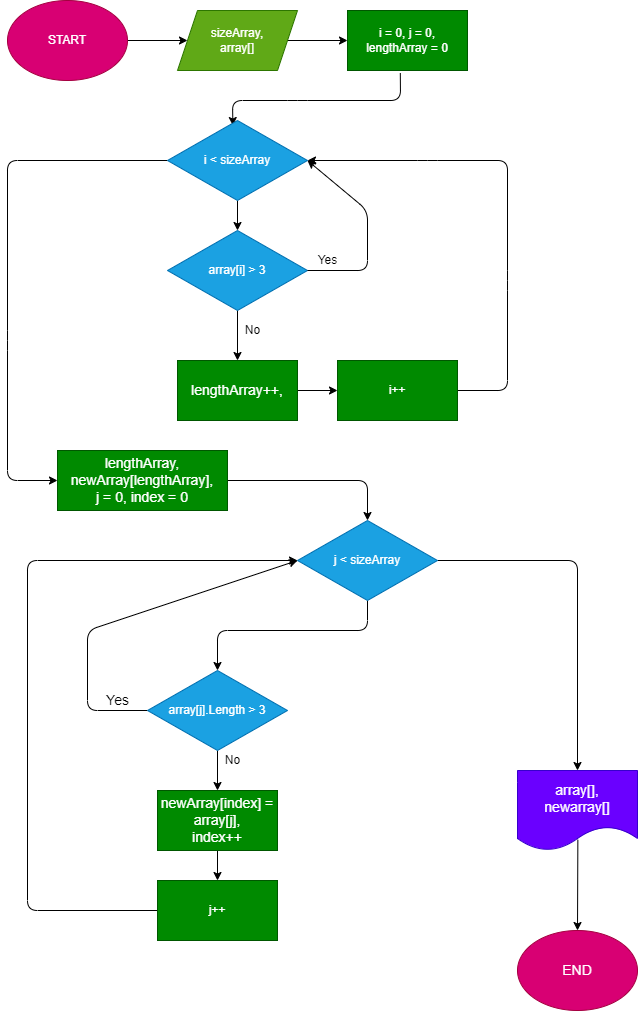 START
sizeArray,
array[]
i = 0, j = 0,
lengthArray = 0
i < sizeArray
array[i] > 3
Yes
No
lengthArray++,
i++
lengthArray,
newArray[lengthArray],
j = 0, index = 0
j < sizeArray
array[j].Length > 3
Yes
No
newArray[index] =
array[j],
index++
j++
array[],
newarray[]
END